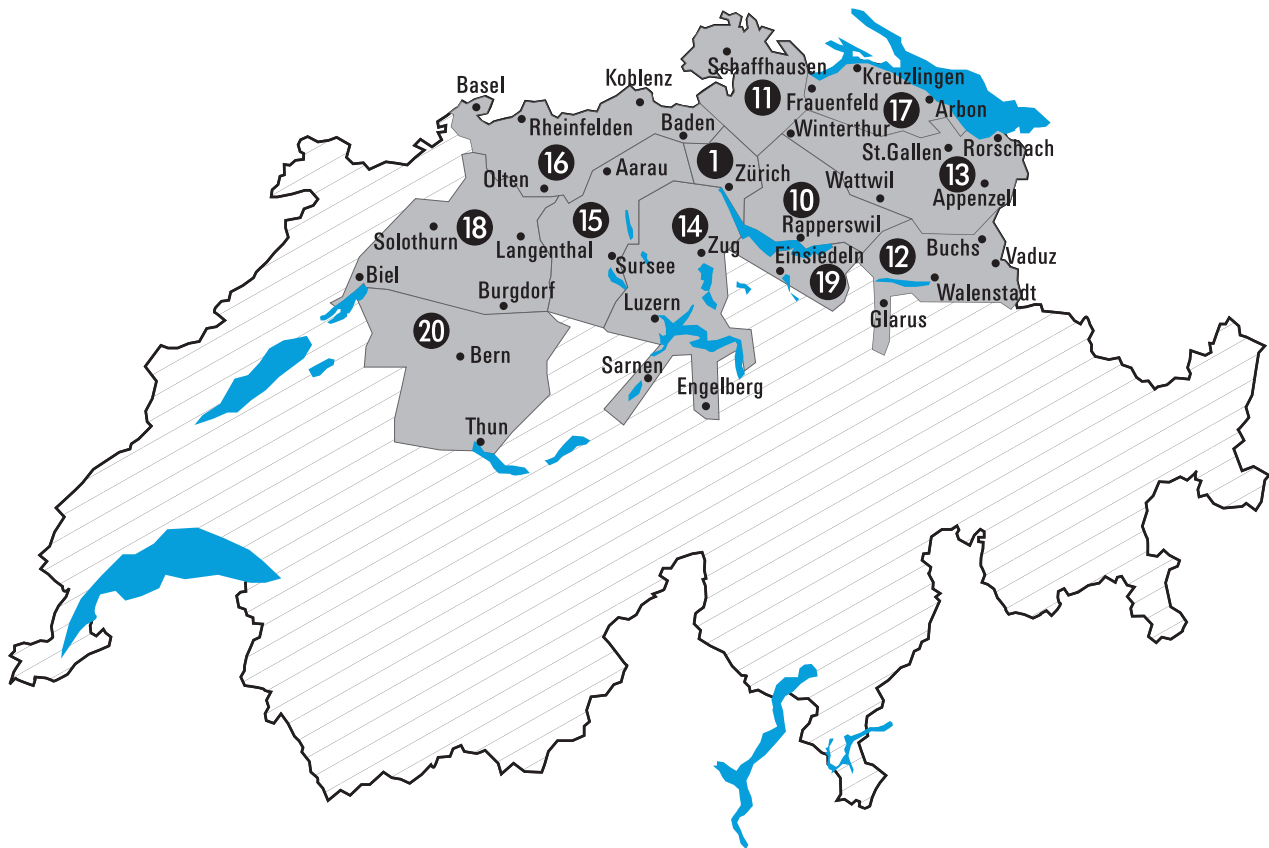 Schaffhausen
Kreuzlingen
Koblenz
Basel
11
Frauenfeld
17
Arbon
Rheinfelden
Baden
Winterthur
St.Gallen
Rorschach
16
Aarau
1
Zürich
Wattwil
13
Olten
Appenzell
10
15
18
14
Rapperswil
Solothurn
Langenthal
Zug
Buchs
Sursee
Einsiedeln
12
Vaduz
Biel
19
Burgdorf
Walenstadt
Luzern
Glarus
20
Bern
Sarnen
Engelberg
Thun